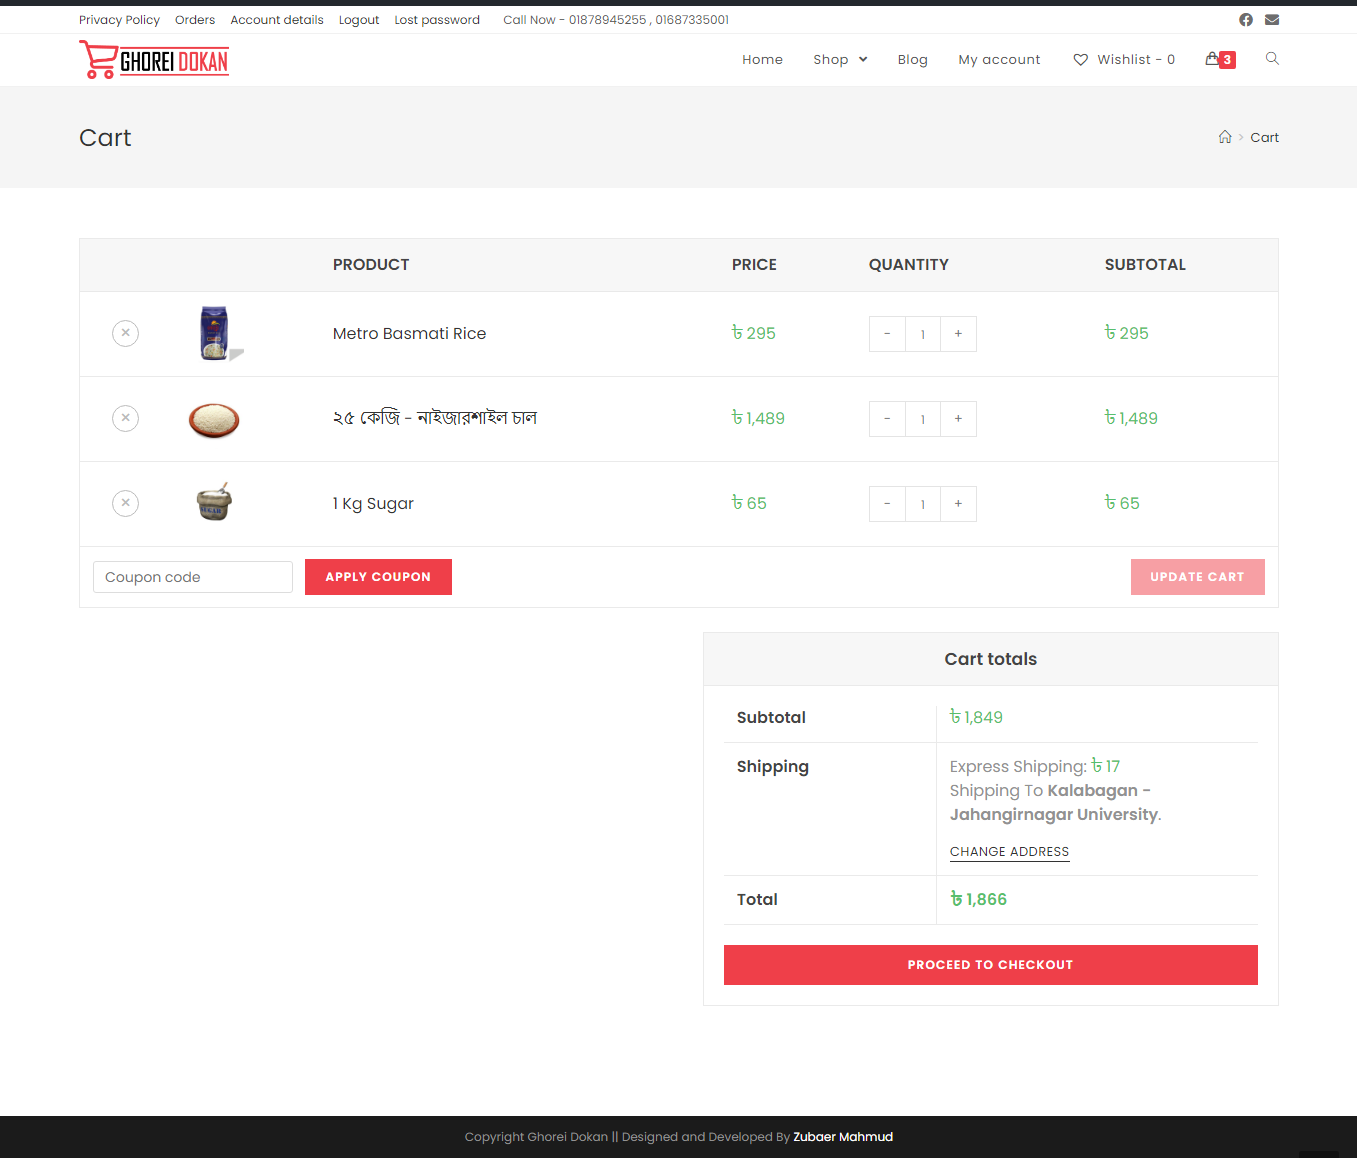 Privacy Policy Orders Account details Logout Lost password Call Now - 01878945255 , 01687335001
GHOREI DOKAN Home Shop Blog My account Wishlist - 0 3
Cart > Cart
PRODUCT PRICE QUANTITY SUBTOTAL
× Metro Basmati Rice ৳ 295 - 1 + ৳ 295
× ২৫ কেজি - নাইজারশাইল চাল ৳ 1,489 - 1 + ৳ 1,489
× SUGAR 1 Kg Sugar ৳ 65 - 1 + ৳ 65
Coupon code APPLY COUPON UPDATE CART
Cart totals
Subtotal ৳ 1,849
Shipping Express Shipping: ৳ 17
Shipping To Kalabagan -
Jahangirnagar University.
CHANGE ADDRESS
Total ৳ 1,866
PROCEED TO CHECKOUT
Copyright Ghorei Dokan || Designed and Developed By Zubaer Mahmud